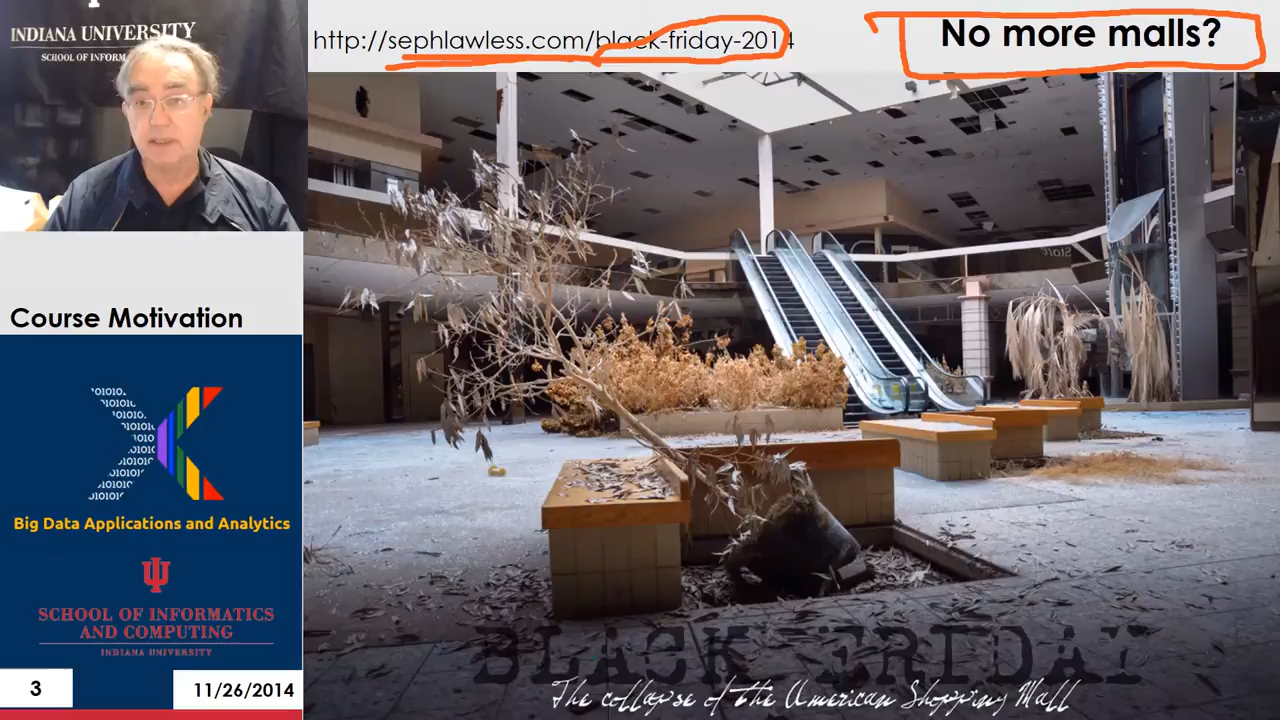 INDIANA UNIVERSITY
SCHOOL OF INFORM
http://sephlawless.com/black-friday-2014
No more malls?
Store
Course Motivation
Big Data Applications and Analytics
SCHOOL OF INFORMATICS
AND COMPUTING
INDIANA UNIVERSITY
3
11/26/2014
BLACK FRIDAY
The collapse of the American Shopping Mall